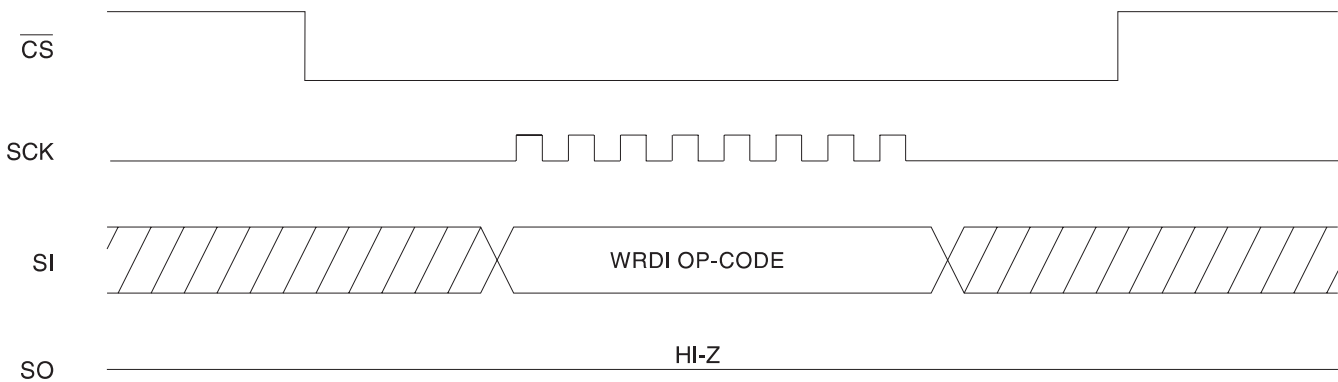 CS
SCK
SI
WRDI OP-CODE
HI-Z
SO